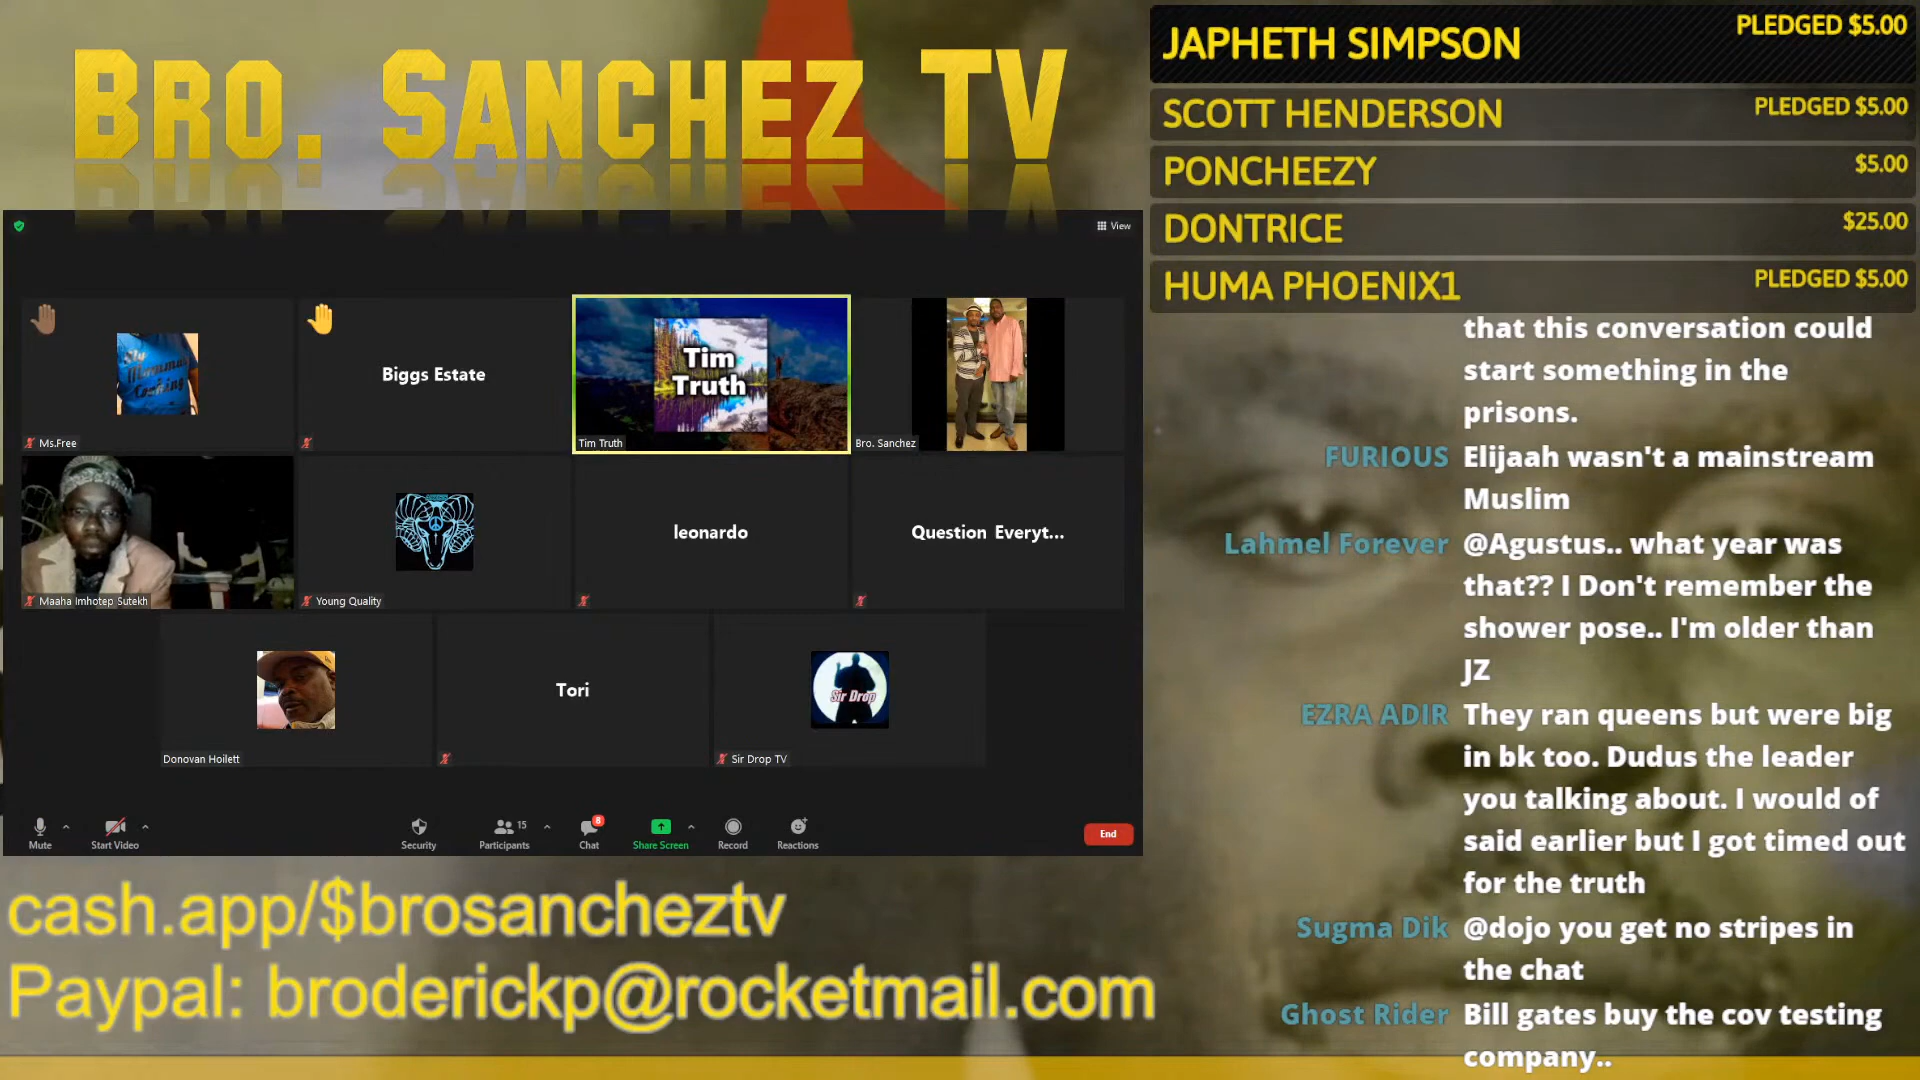 BRO. SANCHEZ TV
JAPHETH SIMPSON
PLEDGED $5.00
SCOTT HENDERSON
PLEDGED $5.00
PONCHEEZY
$5.00
DONTRICE
$25.00
HUMA PHOENIX1
PLEDGED $5.00
View
Ms.Free
Biggs Estate
Tim
Truth
Tim Truth
Bro. Sanchez
Maaha Imhotep Sutekh
Young Quality
leonardo
Question Everyt...
Donovan Hoilett
Tori
Sir Drop
Sir Drop TV
Mute
Start Video
Security
15
Participants
8
Chat
Share Screen
Record
Reactions
End
cash.app/$brosancheztv
Paypal: broderickp@rocketmail.com
that this conversation could
start something in the
prisons.
FURIOUS Elijaah wasn't a mainstream
Muslim
Lahmel Forever @Agustus.. what year was
that?? I Don't remember the
shower pose.. I'm older than
JZ
EZRA ADIR They ran queens but were big
in bk too. Dudus the leader
you talking about. I would of
said earlier but I got timed out
for the truth
Sugma Dik @dojo you get no stripes in
the chat
Ghost Rider Bill gates buy the cov testing
company..